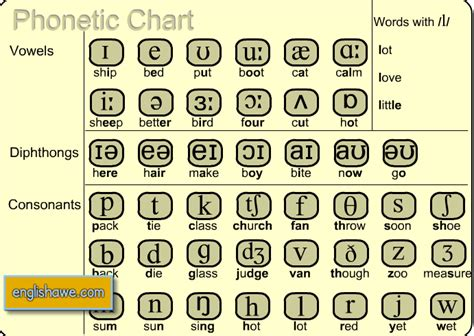 Phonetic Chart
Words with /l/
Vowels
ɪ e ʊ uː æ ɑː
ship bed put boot cat calm
lot
love
little
iː ə ɜː ɔː ʌ ɒ
sheep better bird four cut hot
Diphthongs
ɪə eə eɪ ɔɪ aɪ aʊ əʊ
here hair make boy bite now go
Consonants
p t k tʃ f θ s ʃ
pack tie class church fan throw soon shoe
b d g dʒ v ð z ʒ
back die glass judge van though zoo measure
englishawe.com
m n ŋ h l r j w
sum sun sung hot lot red yet wet